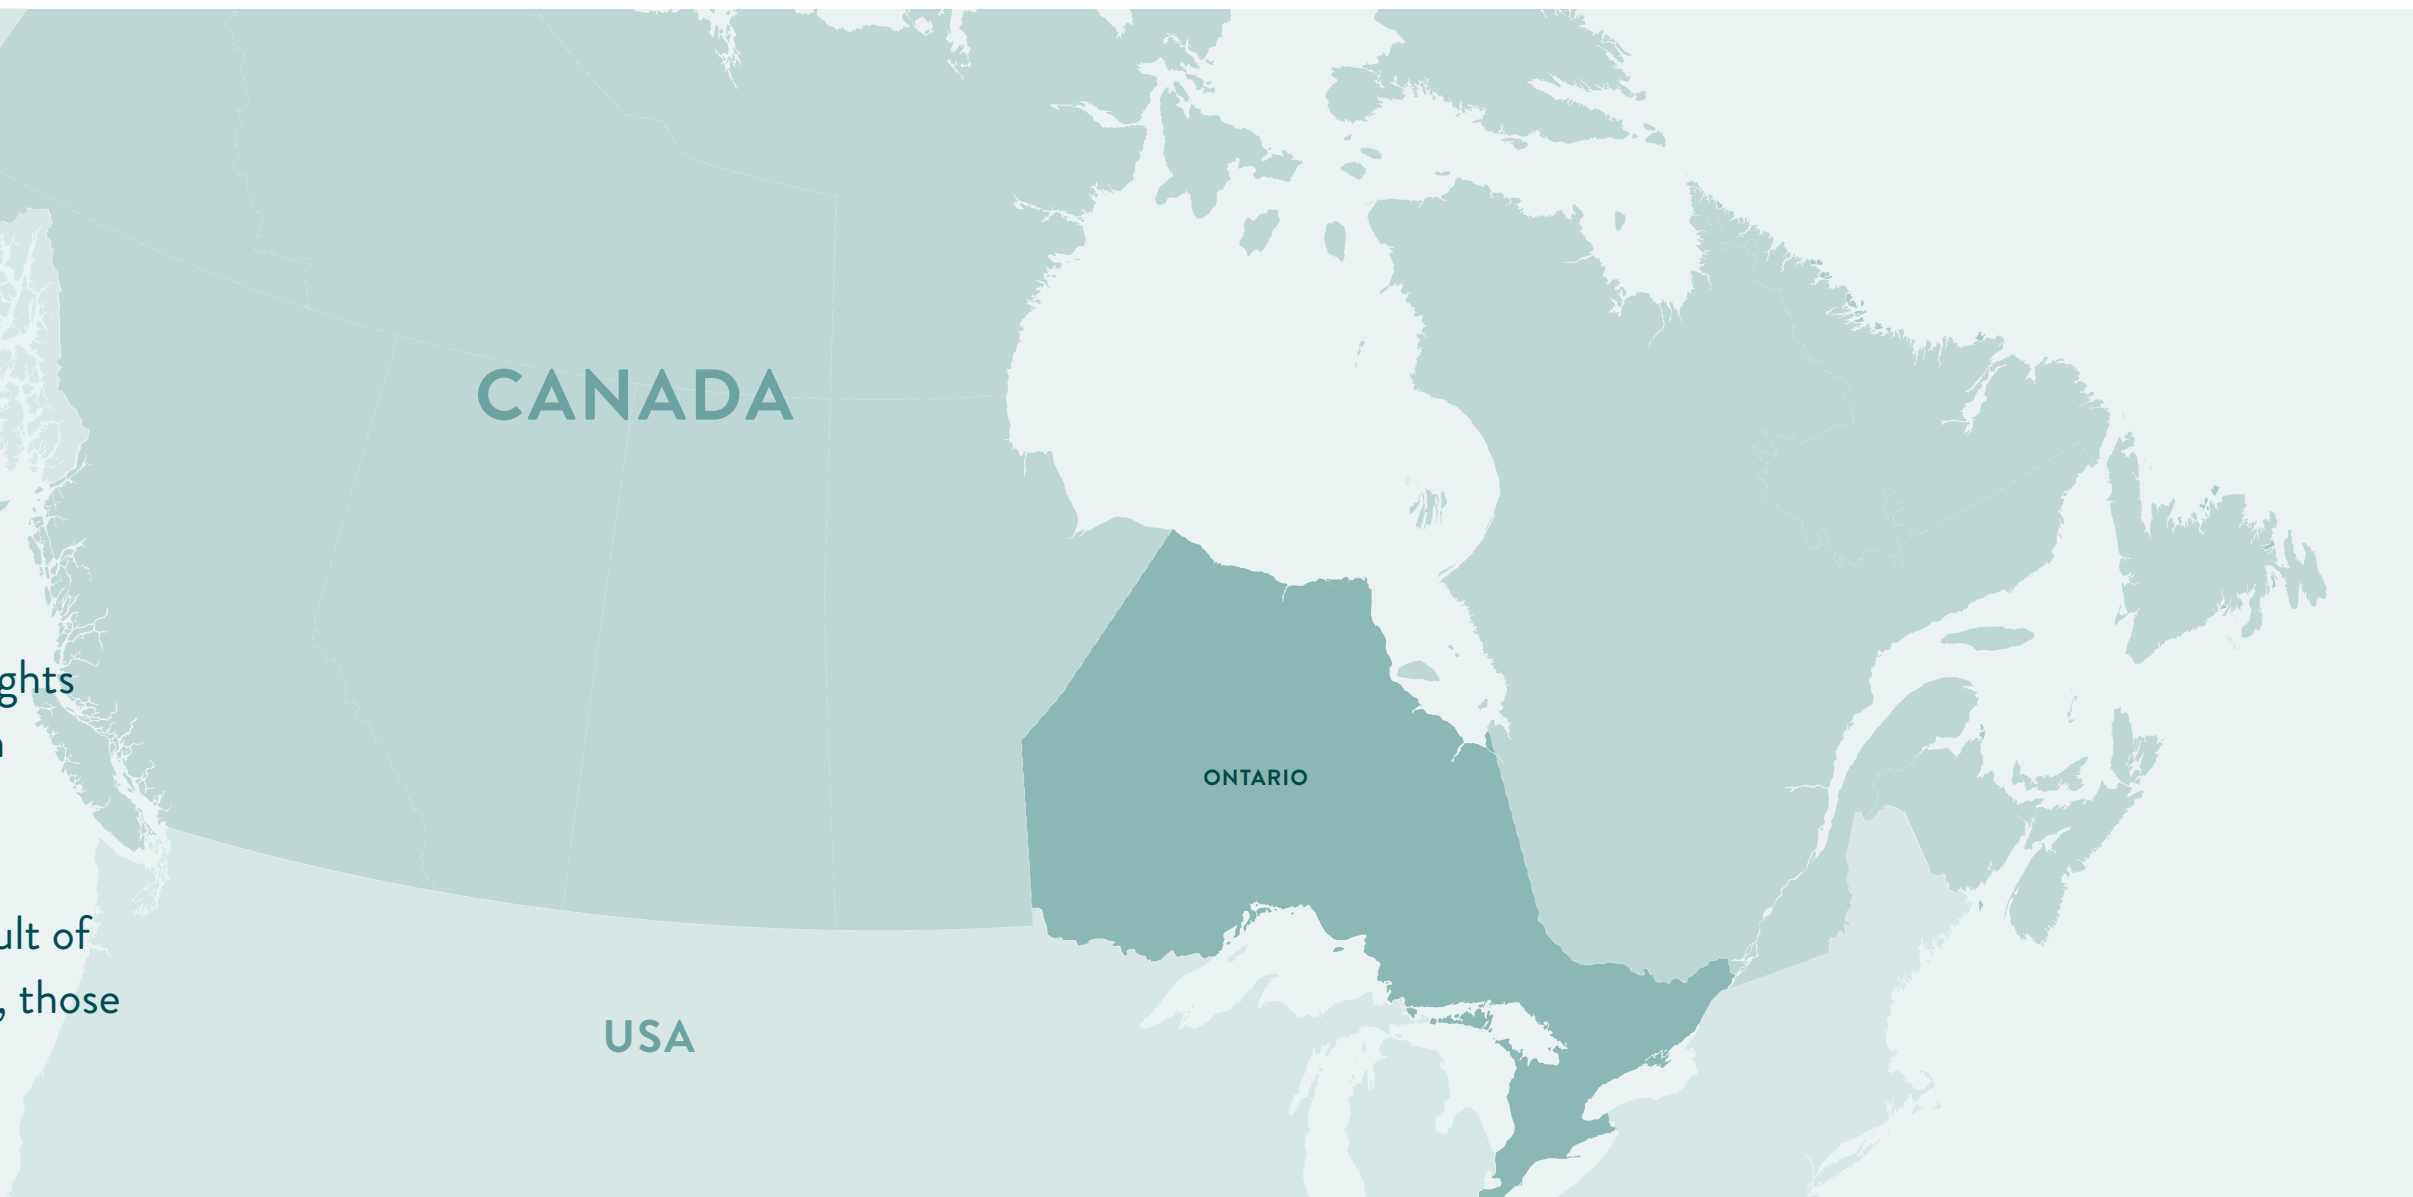 CANADA
ghts
ONTARIO
ult of
, those
USA